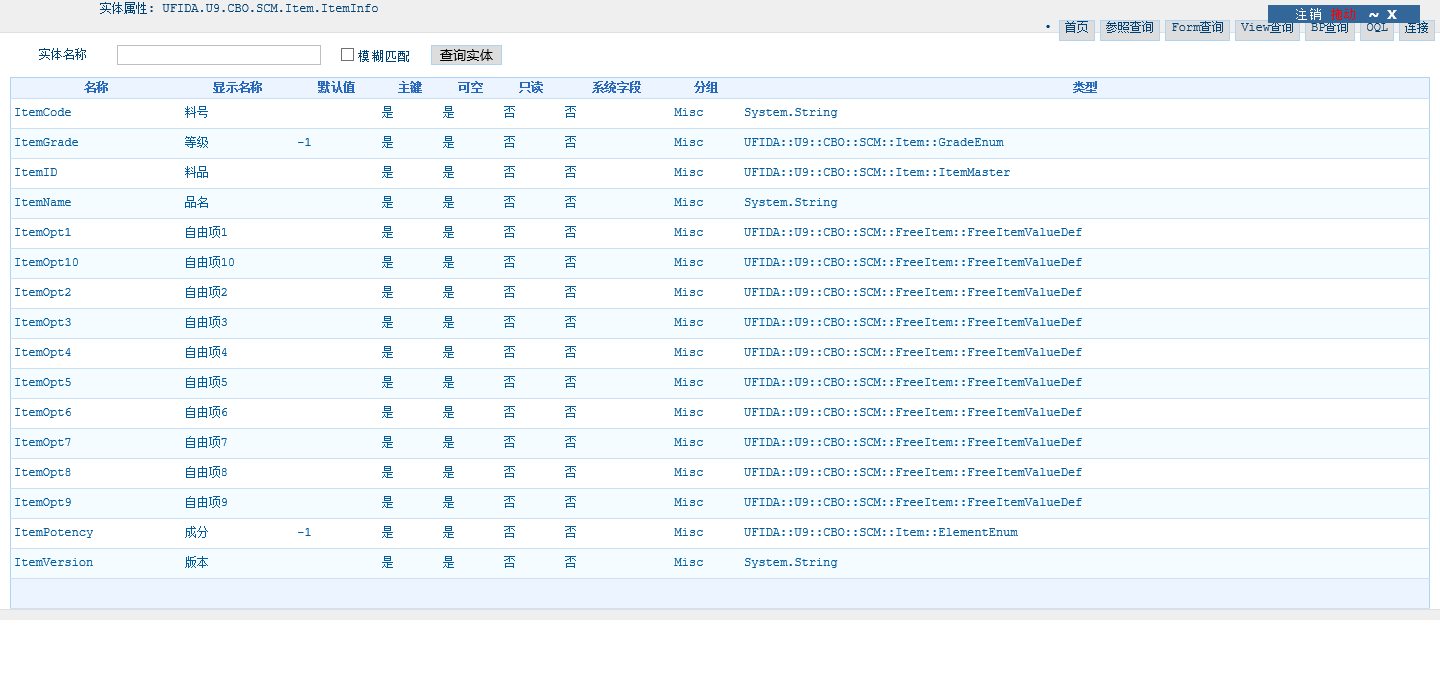 实体属性: UFIDA.U9.CBO.SCM.Item.ItemInfo
注销 ~ X
• 首页 参照查询 Form查询 View查询 BP查询 OQL 连接
实体名称 模糊匹配 查询实体
名称 显示名称 默认值 主键 可空 只读 系统字段 分组 类型
ItemCode 料号 是 是 否 否 Misc System.String
ItemGrade 等级 -1 是 是 否 否 Misc UFIDA::U9::CBO::SCM::Item::GradeEnum
ItemID 料品 是 是 否 否 Misc UFIDA::U9::CBO::SCM::Item::ItemMaster
ItemName 品名 是 是 否 否 Misc System.String
ItemOpt1 自由项1 是 是 否 否 Misc UFIDA::U9::CBO::SCM::FreeItem::FreeItemValueDef
ItemOpt10 自由项10 是 是 否 否 Misc UFIDA::U9::CBO::SCM::FreeItem::FreeItemValueDef
ItemOpt2 自由项2 是 是 否 否 Misc UFIDA::U9::CBO::SCM::FreeItem::FreeItemValueDef
ItemOpt3 自由项3 是 是 否 否 Misc UFIDA::U9::CBO::SCM::FreeItem::FreeItemValueDef
ItemOpt4 自由项4 是 是 否 否 Misc UFIDA::U9::CBO::SCM::FreeItem::FreeItemValueDef
ItemOpt5 自由项5 是 是 否 否 Misc UFIDA::U9::CBO::SCM::FreeItem::FreeItemValueDef
ItemOpt6 自由项6 是 是 否 否 Misc UFIDA::U9::CBO::SCM::FreeItem::FreeItemValueDef
ItemOpt7 自由项7 是 是 否 否 Misc UFIDA::U9::CBO::SCM::FreeItem::FreeItemValueDef
ItemOpt8 自由项8 是 是 否 否 Misc UFIDA::U9::CBO::SCM::FreeItem::FreeItemValueDef
ItemOpt9 自由项9 是 是 否 否 Misc UFIDA::U9::CBO::SCM::FreeItem::FreeItemValueDef
ItemPotency 成分 -1 是 是 否 否 Misc UFIDA::U9::CBO::SCM::Item::ElementEnum
ItemVersion 版本 是 是 否 否 Misc System.String